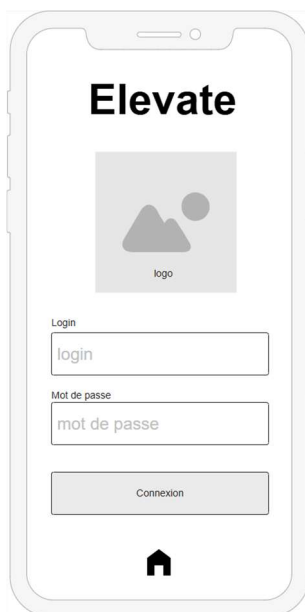 Elevate
logo
Login
login
Mot de passe
mot de passe
Connexion